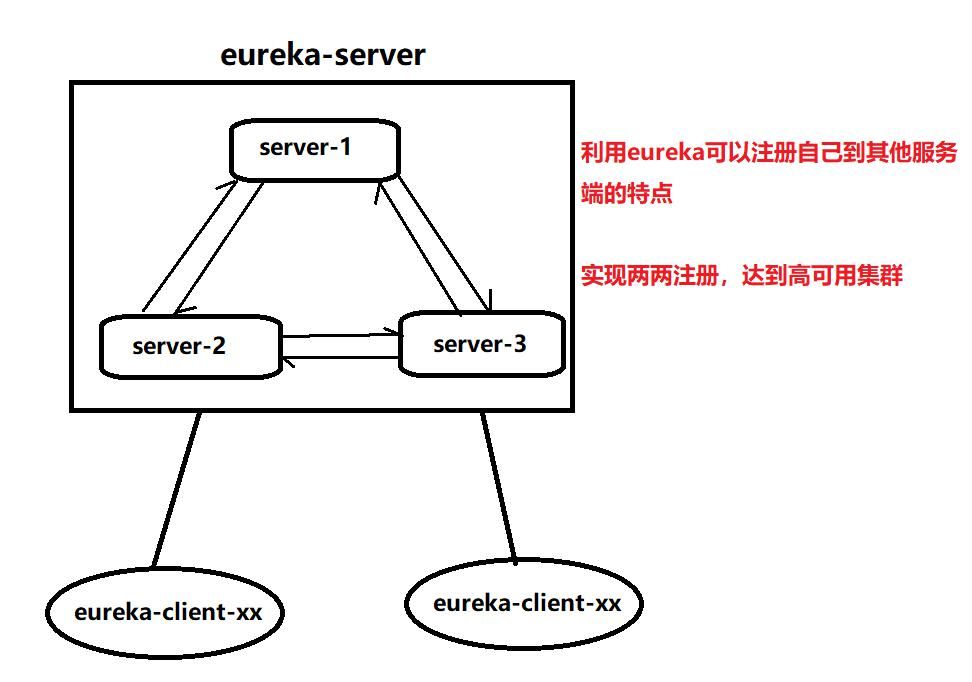 eureka-server
server-1
利用eureka可以注册自己到其他服务
端的特点
实现两两注册，达到高可用集群
server-2
server-3
eureka-client-xx
eureka-client-xx